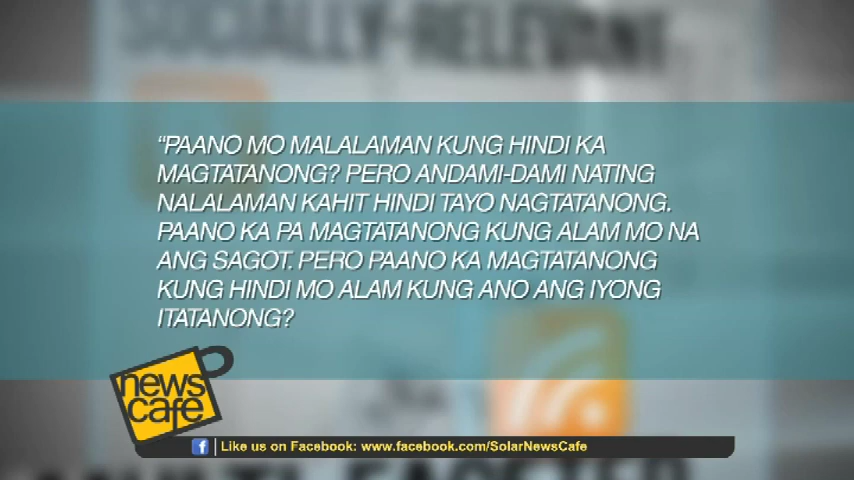 SOCIALLY-RELEVANT
“PAANO MO MALALAMAN KUNG HINDI KA
MAGTATANONG? PERO ANDAMI-DAMI NATING
NALALAMAN KAHIT HINDI TAYO NAGTATANONG.
PAANO KA PA MAGTATANONG KUNG ALAM MO NA
ANG SAGOT. PERO PAANO KA MAGTATANONG
KUNG HINDI MO ALAM KUNG ANO ANG IYONG
ITATANONG?
news
cafe
f | Like us on Facebook: www.facebook.com/SolarNewsCafe